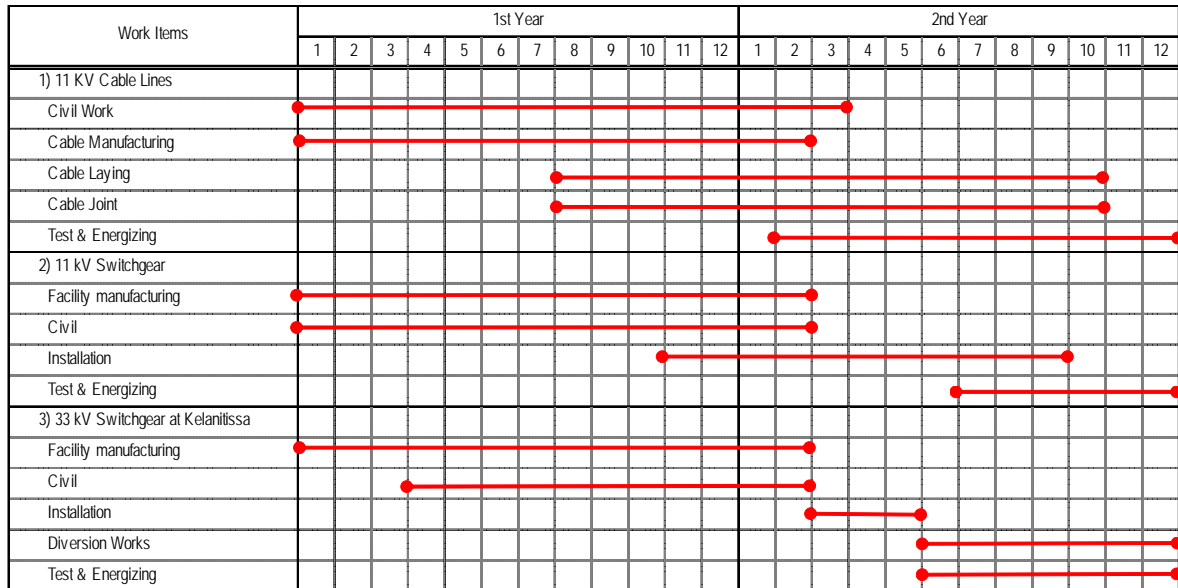 Work Items 1st Year 2nd Year
1 2 3 4 5 6 7 8 9 10 11 12 1 2 3 4 5 6 7 8 9 10 11 12
1) 11 KV Cable Lines
Civil Work
Cable Manufacturing
Cable Laying
Cable Joint
Test & Energizing
2) 11 kV Switchgear
Facility manufacturing
Civil
Installation
Test & Energizing
3) 33 kV Switchgear at Kelanitissa
Facility manufacturing
Civil
Installation
Diversion Works
Test & Energizing